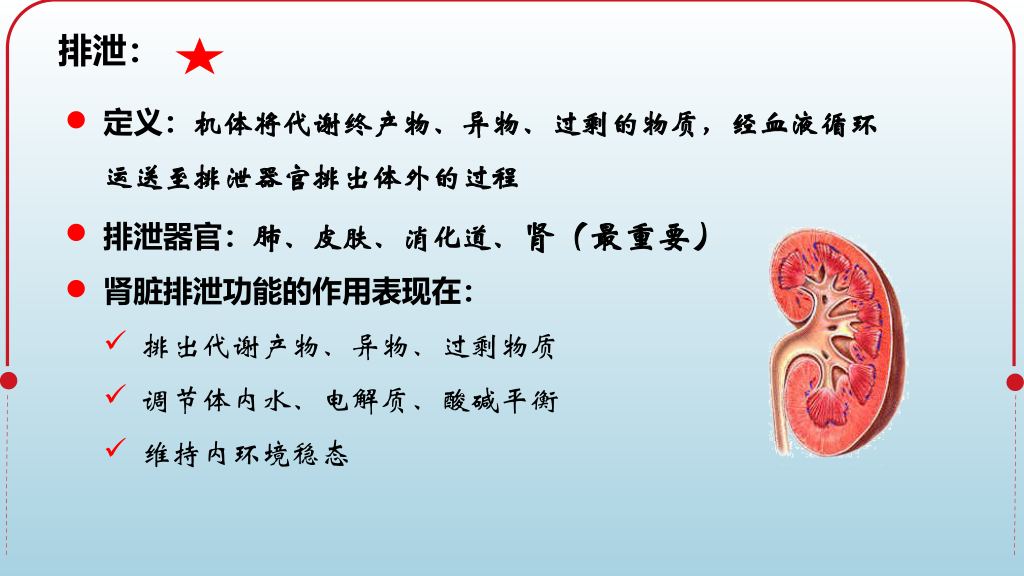 排泄：
定义：机体将代谢终产物、异物、过剩的物质，经血液循环
运送至排泄器官排出体外的过程
排泄器官：肺、皮肤、消化道、肾（最重要）
肾脏排泄功能的作用表现在：
排出代谢产物、异物、过剩物质
调节体内水、电解质、酸碱平衡
维持内环境稳态